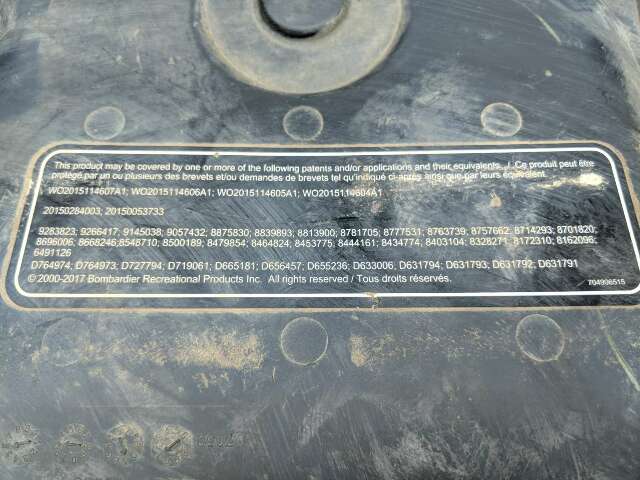 This product may be covered by one or more of the following patents and/or applications and their equivalents. / Ce produit peut être
protégé par un ou plusieurs des brevets et/ou demandes de brevets tel qu'indiqué ci-après ainsi que par leurs équivalent
WO2015114607A1; WO2015114606A1; WO2015114605A1; WO2015114604A1
20150284003; 20150053733
9283823; 9266417; 9145038; 9057432; 8875830; 8839893; 8813900; 8781705; 8777531; 8763739; 8757662; 8714293; 8701820;
8696006; 8668246;8548710; 8500189; 8479854; 8464824; 8453775; 8444161; 8434774; 8403104; 8328271; 8172310; 8162096;
6491126
D764974; D764973; D727794; D719061; D665181; D656457; D655236; D633006; D631794; D631793; D631792; D631791
© 2000-2017 Bombardier Recreational Products Inc. All rights reserved / Tous droits réservés.
704906515